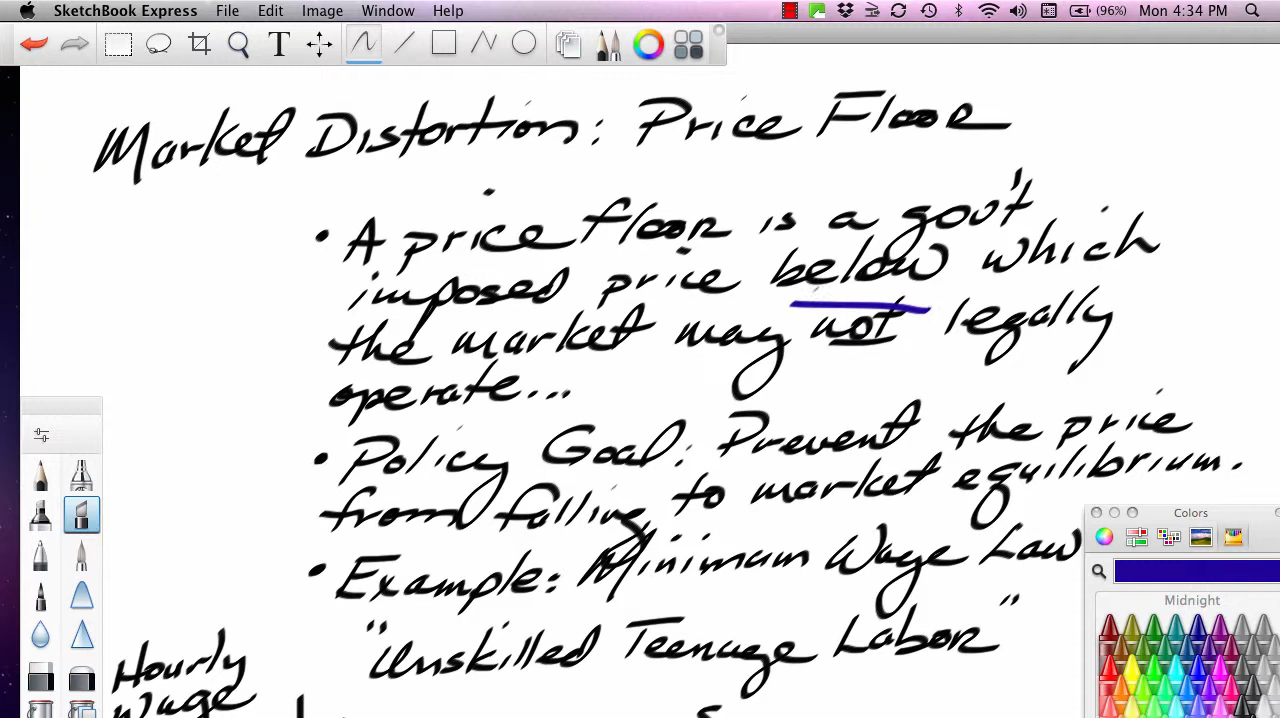 SketchBook Express File Edit Image Window Help (96%) Mon 4:34 PM
T
Market Distortion: Price Floor
• A price floor is a gov't
imposed price below which
the market may not legally
operate...
• Policy Goal: Prevent the price
from falling to market equilibrium.
• Example: Minimum Wage Law
"Unskilled Teenage Labor"
Hourly
Wage
S
Colors
Midnight